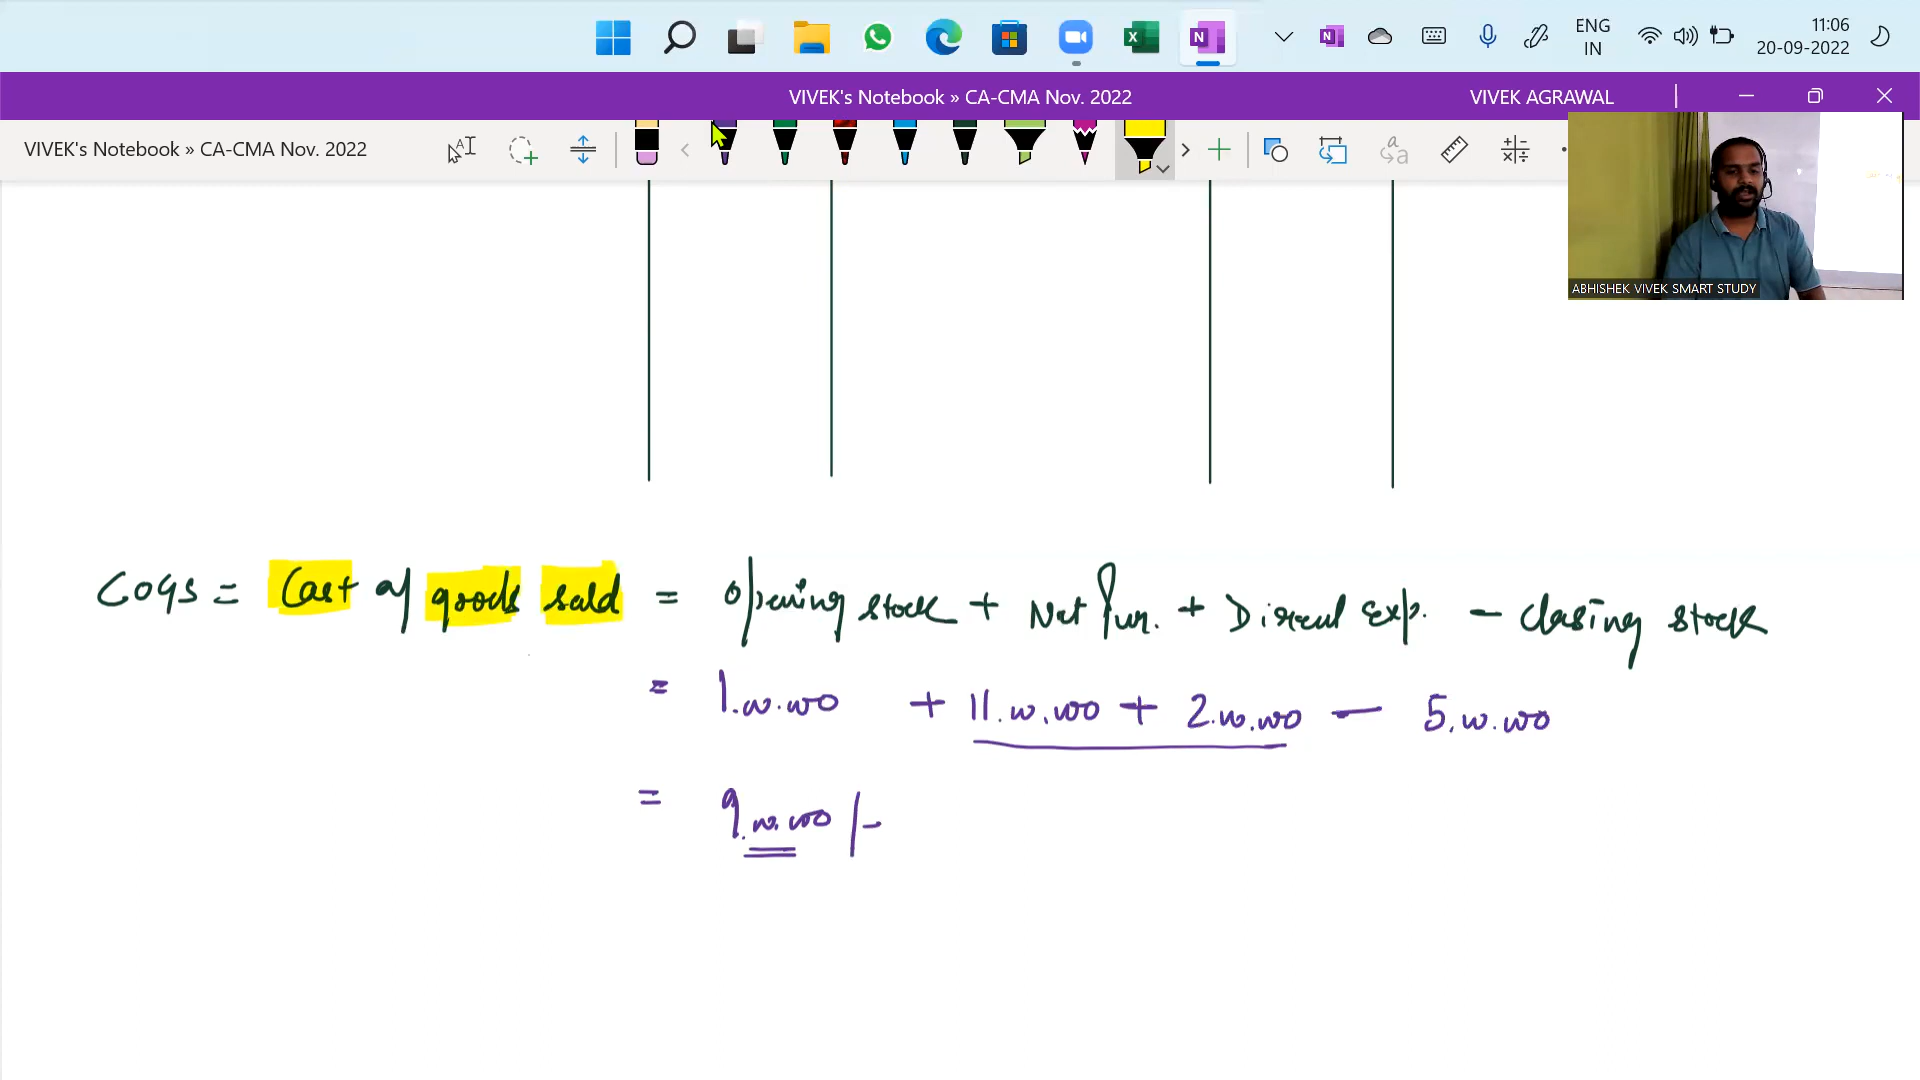 ENG
IN
11:06
20-09-2022
VIVEK's Notebook » CA-CMA Nov. 2022
VIVEK AGRAWAL
VIVEK's Notebook » CA-CMA Nov. 2022
ABHISHEK VIVEK SMART STUDY
COGS = Cost of goods sold = Opening stock + Net Pur. + Direct Exp. - Closing stock
= 1.00.000 + 11.00.000 + 2.00.000 - 5.00.000
= 9.00.000/-